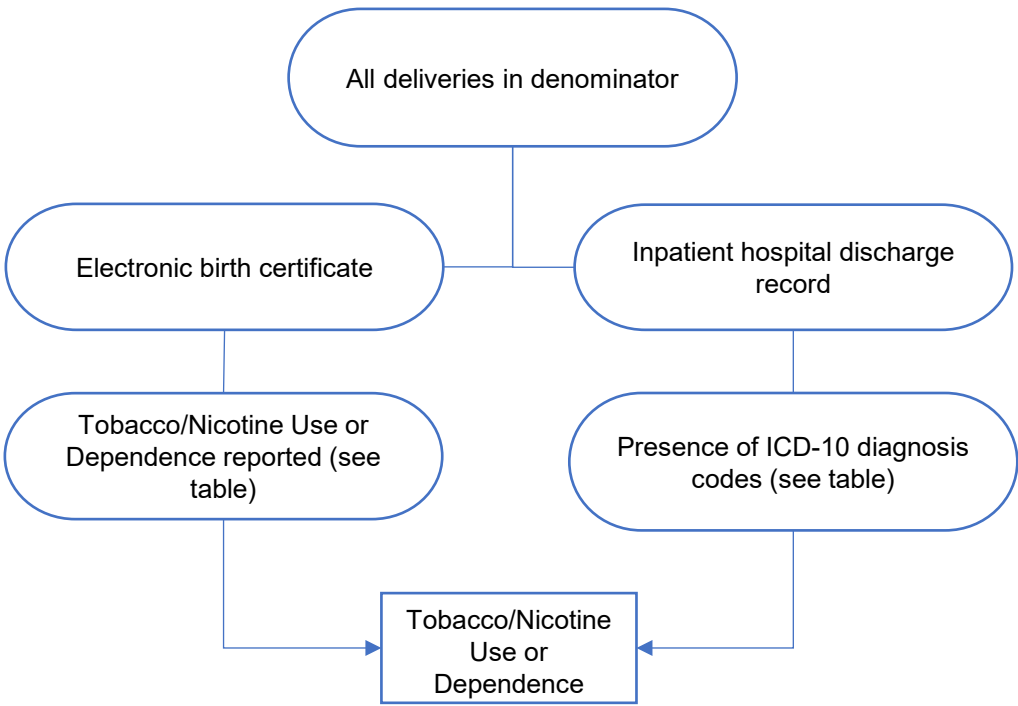 All deliveries in denominator
Electronic birth certificate
Inpatient hospital discharge
record
Tobacco/Nicotine Use or
Dependence reported (see
table)
Presence of ICD-10 diagnosis
codes (see table)
Tobacco/Nicotine
Use or
Dependence